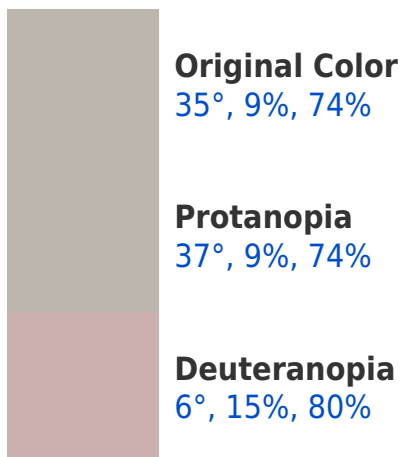 Original Color
35°, 9%, 74%
Protanopia
37°, 9%, 74%
Deuteranopia
6°, 15%, 80%